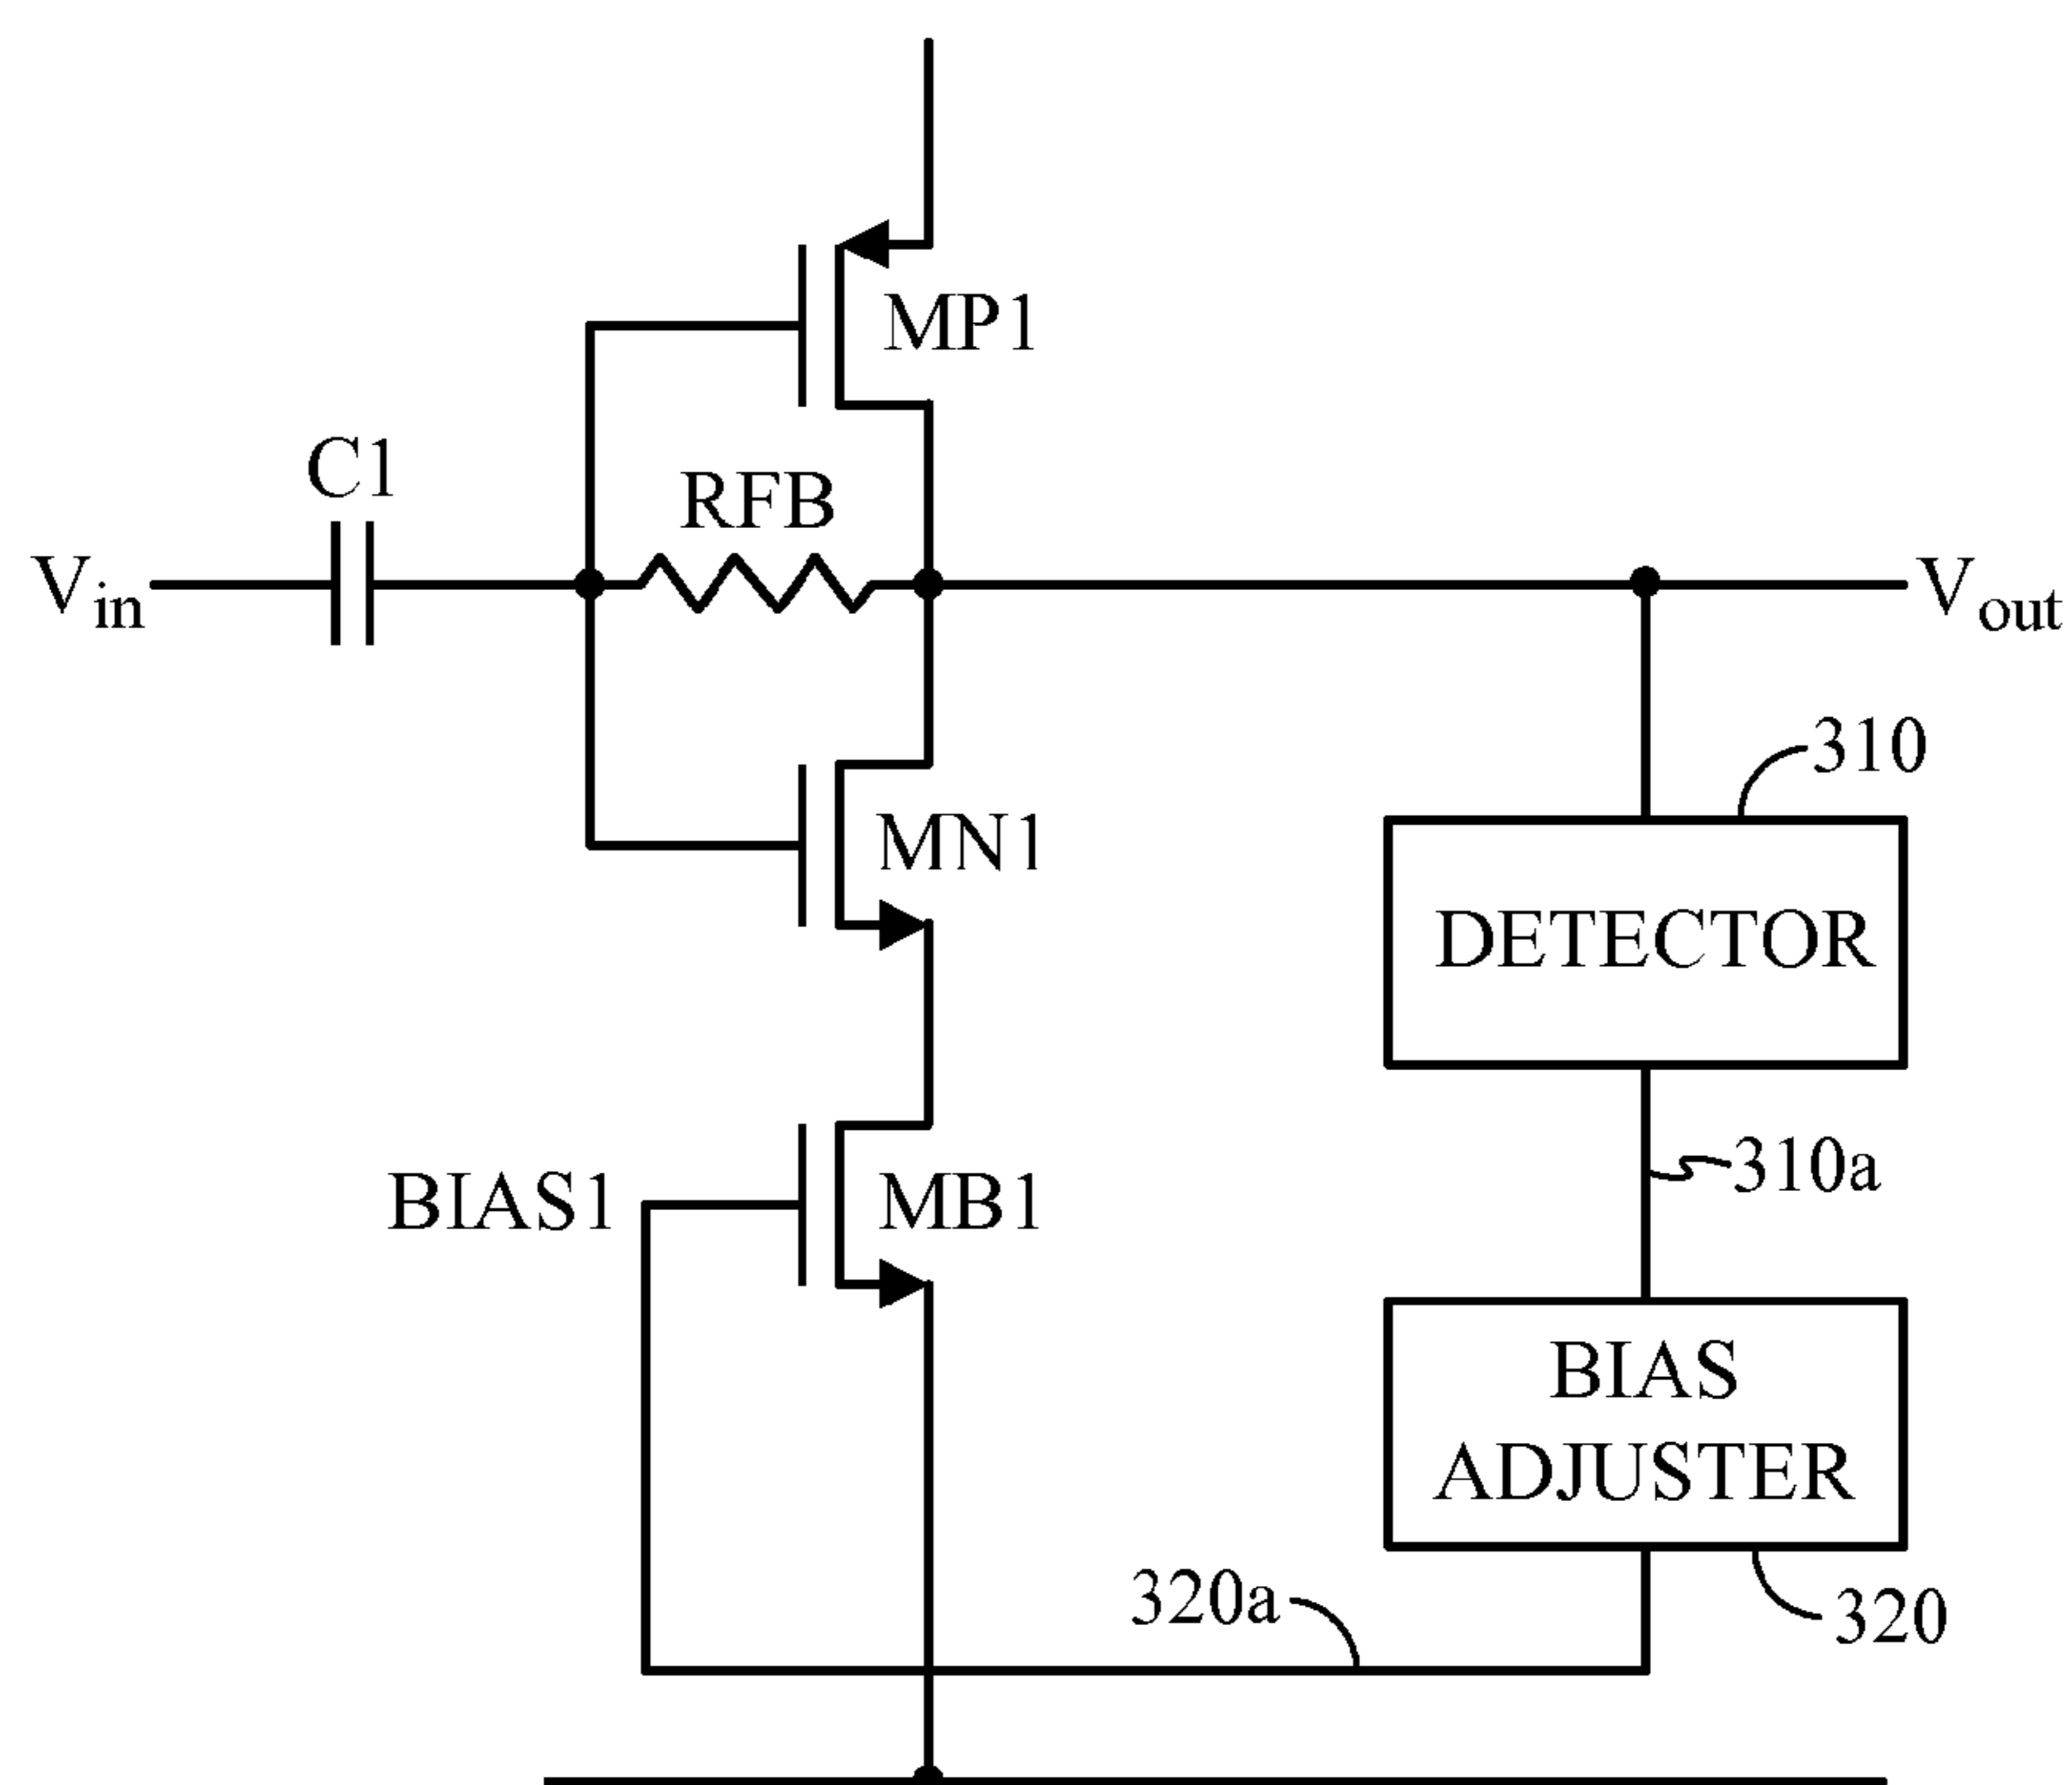 MP1
C1
RFB
Vin
Vout
310
MN1
DETECTOR
310a
BIAS1
MB1
BIAS
ADJUSTER
320a
320